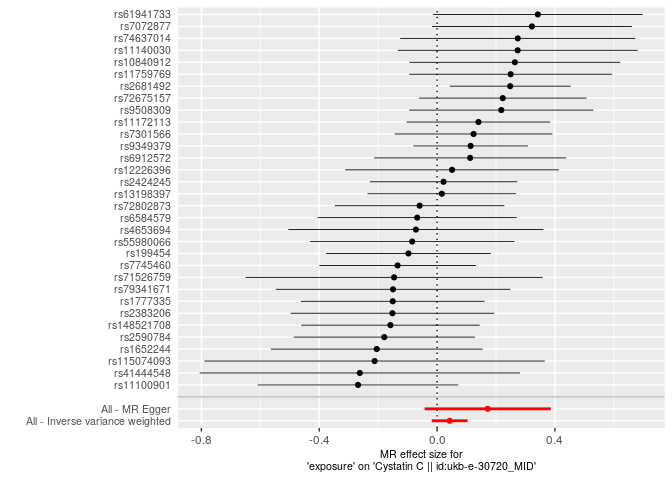 rs61941733
rs7072877
rs74637014
rs11140030
rs10840912
rs11759769
rs2681492
rs72675157
rs9508309
rs11172113
rs7301566
rs9349379
rs6912572
rs12226396
rs2424245
rs13198397
rs72802873
rs6584579
rs4653694
rs55980066
rs199454
rs7745460
rs71526759
rs79341671
rs1777335
rs2383206
rs148521708
rs2590784
rs1652244
rs115074093
rs41444548
rs11100901
All - MR Egger
All - Inverse variance weighted
-0.8 -0.4 0.0 0.4
MR effect size for
'exposure' on 'Cystatin C || id:ukb-e-30720_MID'